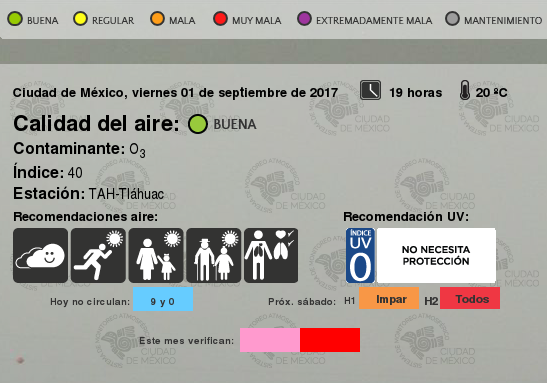 BUENA REGULAR MALA MUY MALA EXTREMADAMENTE MALA MANTENIMIENTO
Ciudad de México, viernes 01 de septiembre de 2017 19 horas 20 ºC
Calidad del aire: BUENA
Contaminante: O3
Índice: 40
Estación: TAH-Tláhuac
Recomendaciones aire: Recomendación UV:
ÍNDICE
UV
0
NO NECESITA
PROTECCIÓN
Hoy no circulan: 9 y 0 Próx. sábado: H1 Impar H2 Todos
Este mes verifican:
CIUDAD
DE MÉXICO